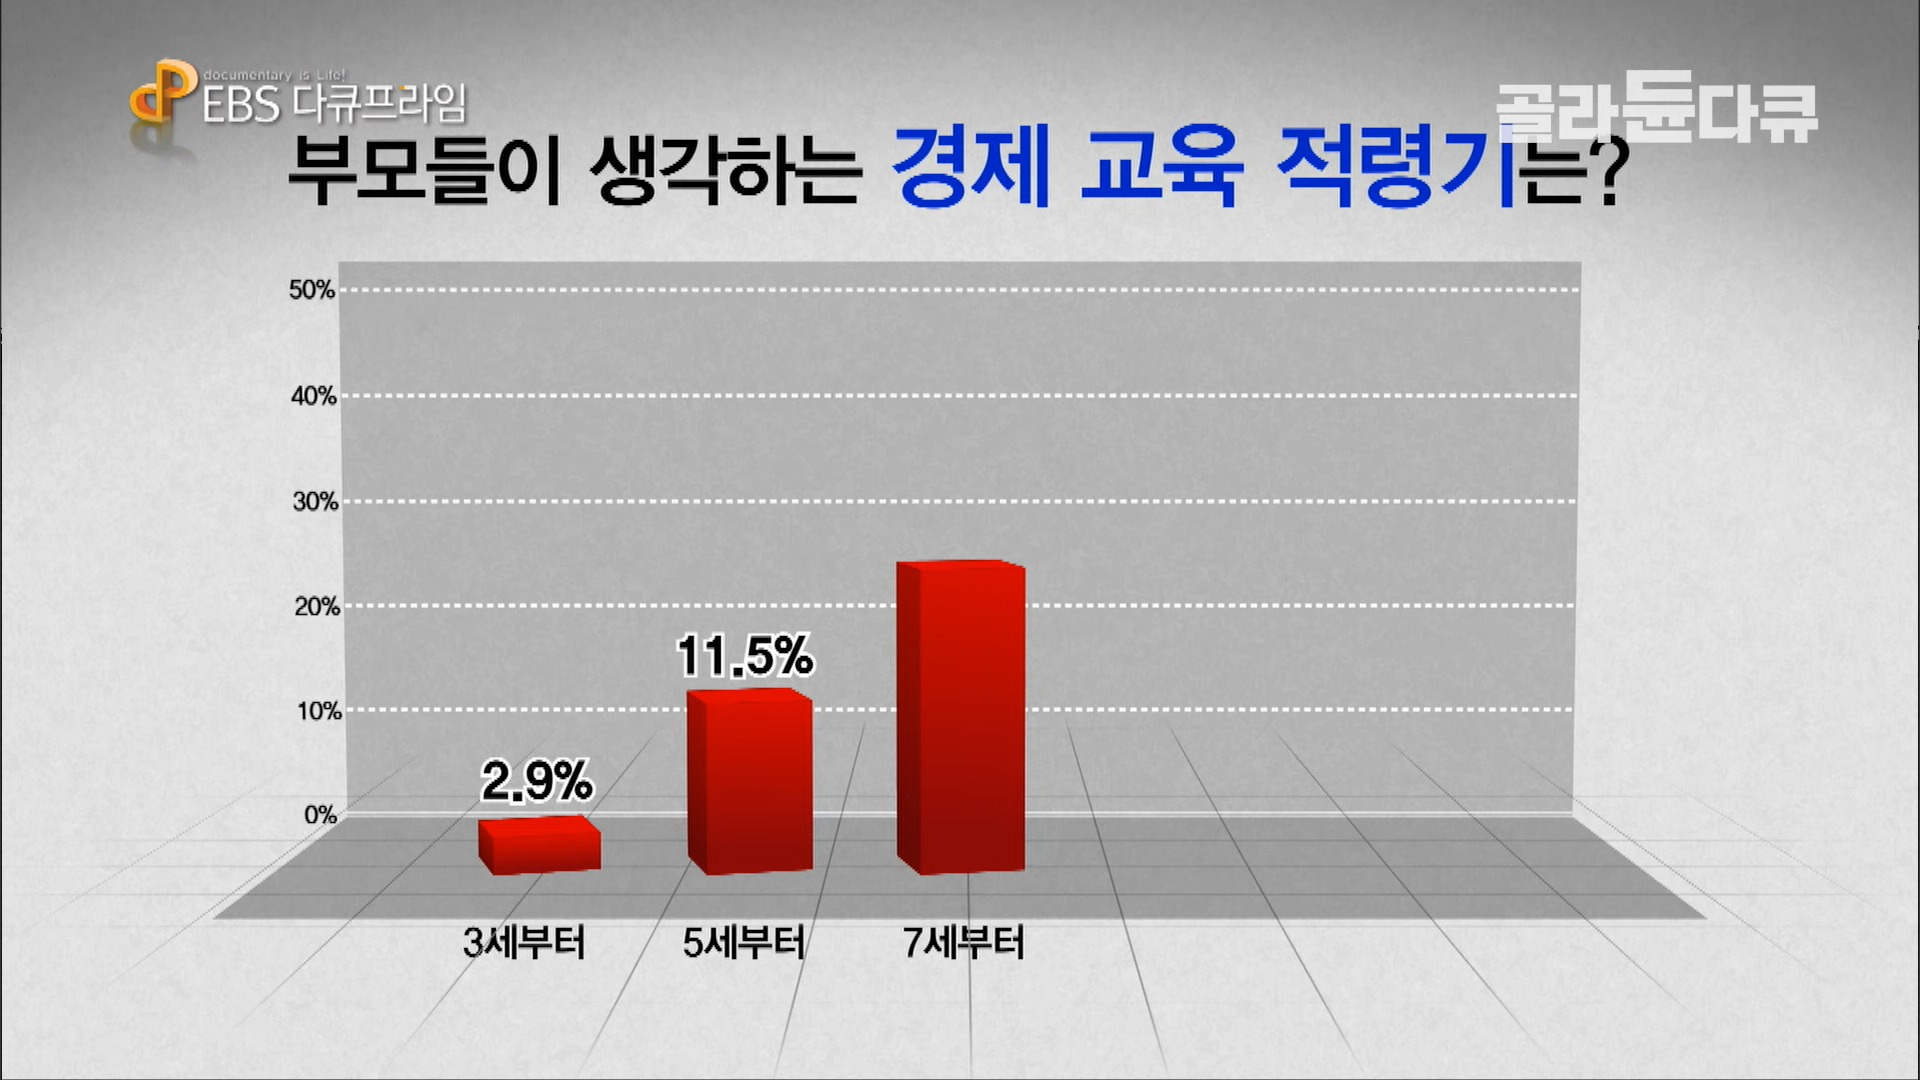 documentary is Life!
EBS 다큐프라임
골라듄다큐
부모들이 생각하는 경제 교육 적령기는?
50%
40%
30%
20%
10%
0%
2.9%
11.5%
3세부터 5세부터 7세부터